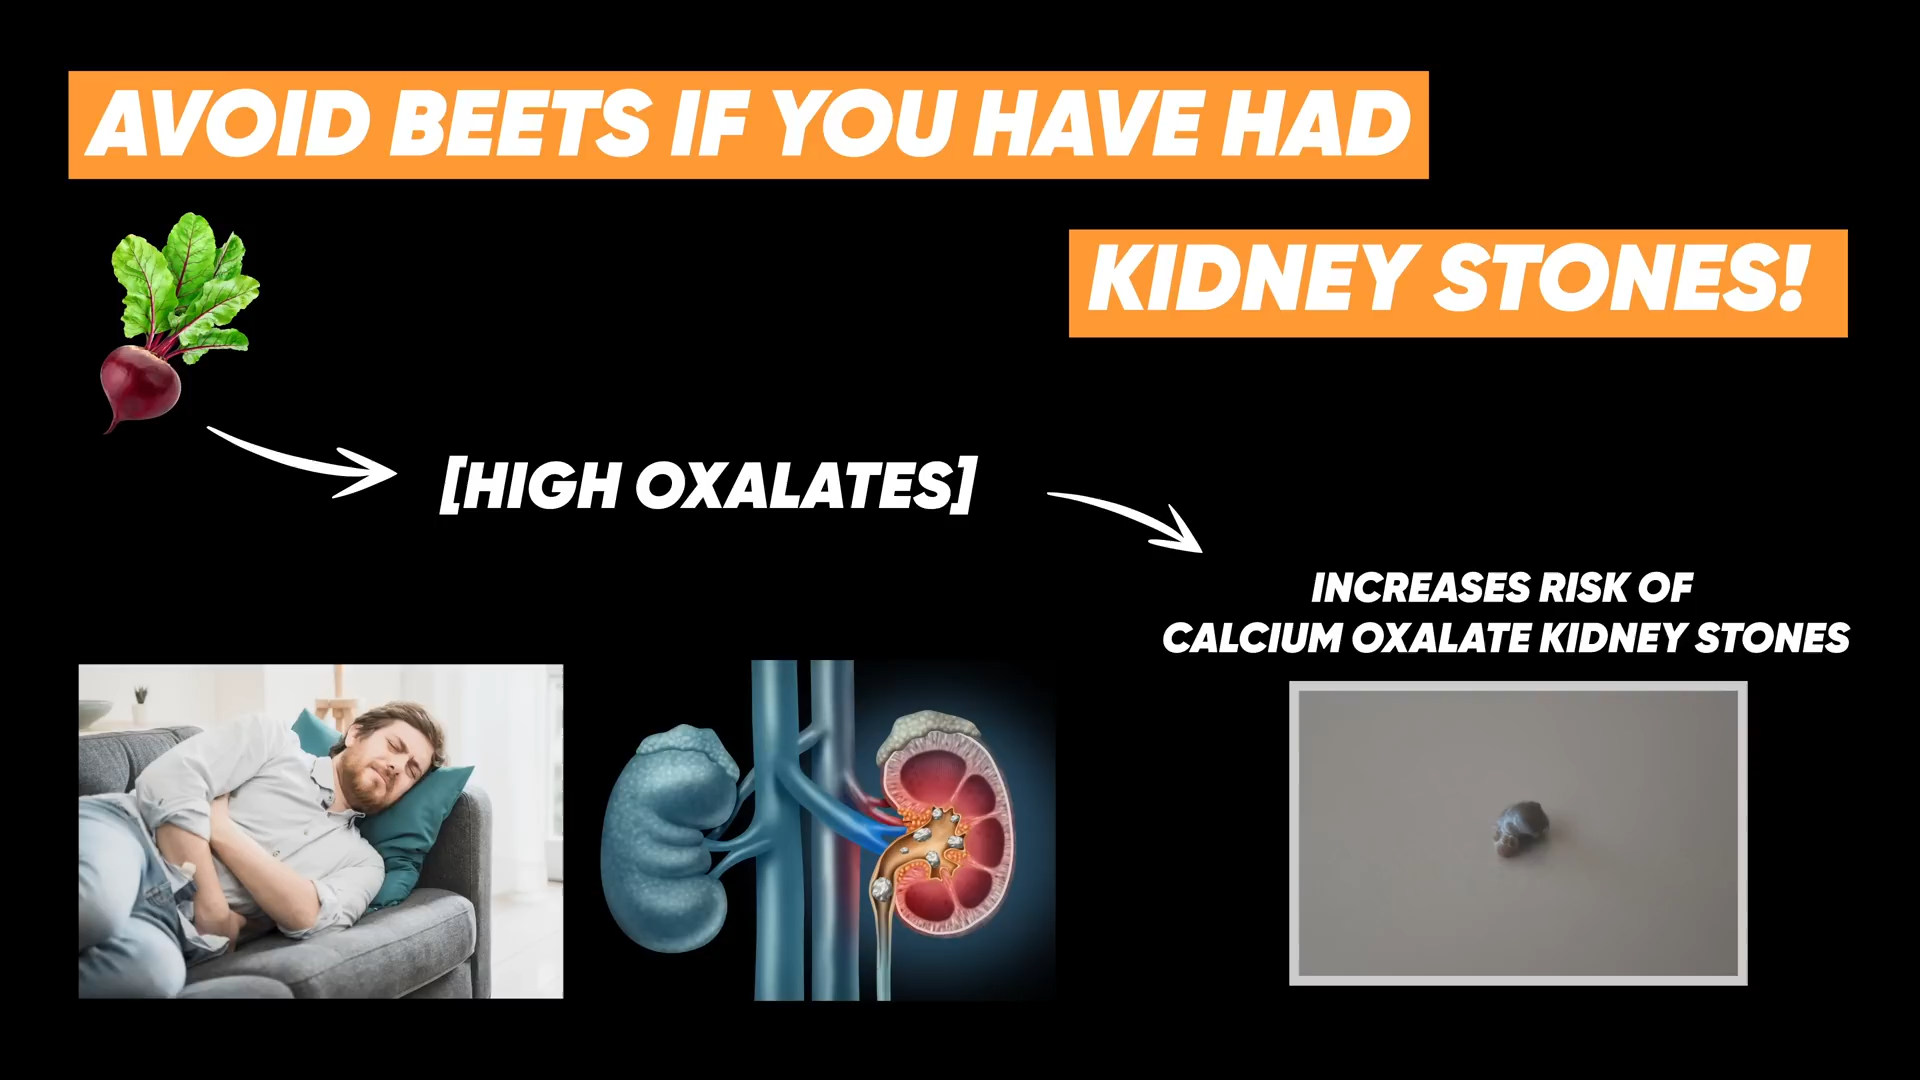 AVOID BEETS IF YOU HAVE HAD
KIDNEY STONES!
[HIGH OXALATES]
INCREASES RISK OF
CALCIUM OXALATE KIDNEY STONES